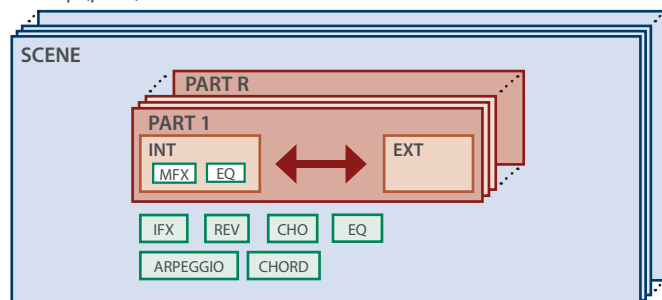 SCENE
PART R
PART 1
INT
EXT
MFX EQ
IFX REV CHO EQ
ARPEGGIO CHORD